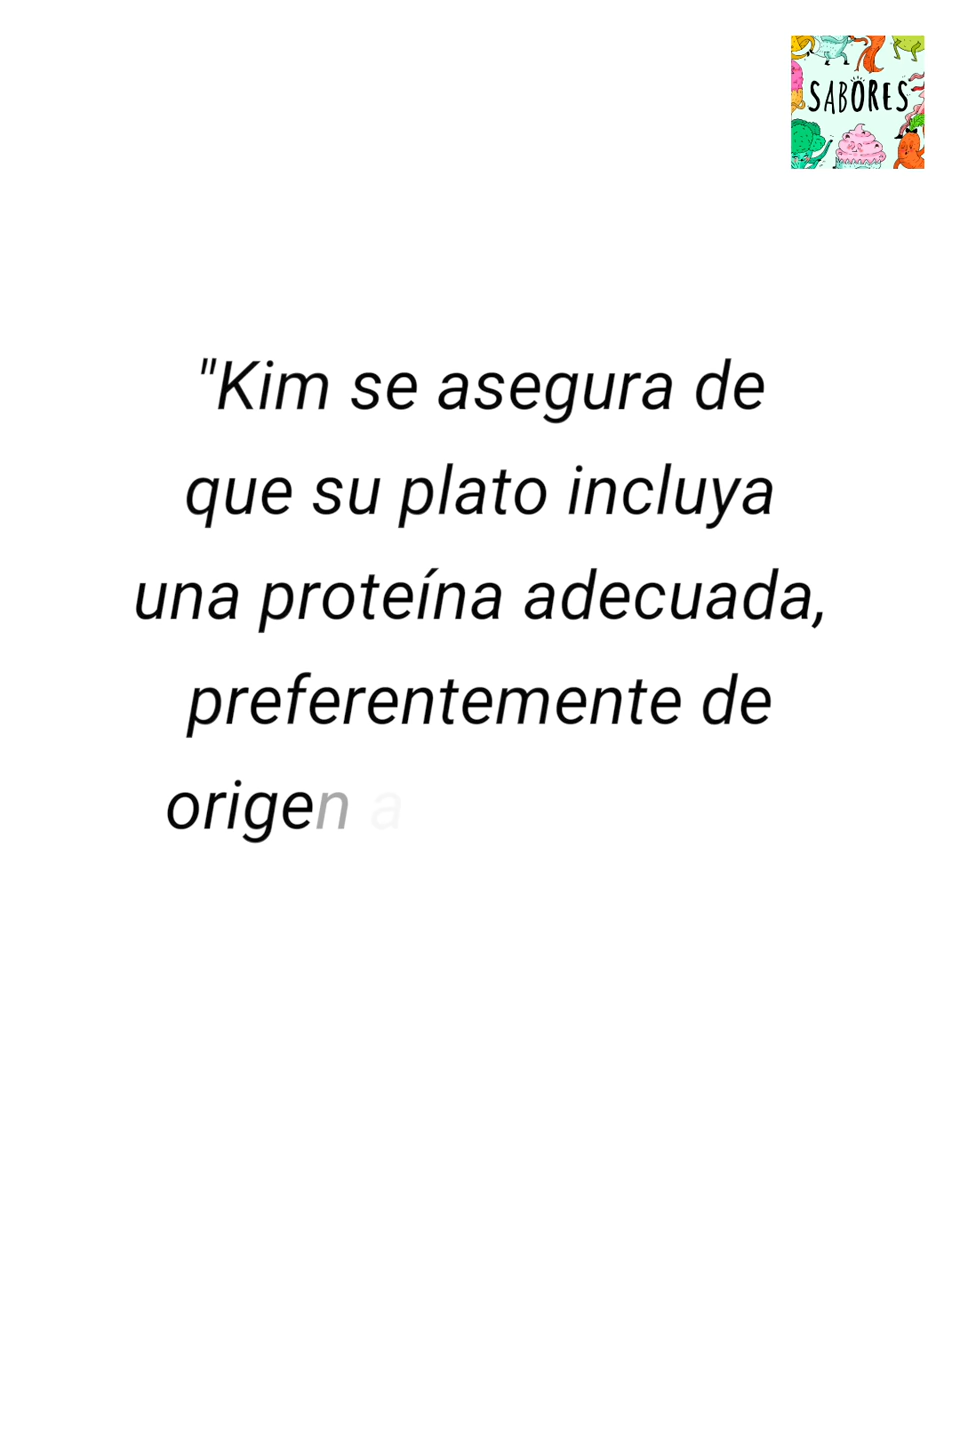 SABORES
"Kim se asegura de
que su plato incluya
una proteína adecuada,
preferentemente de
origen a